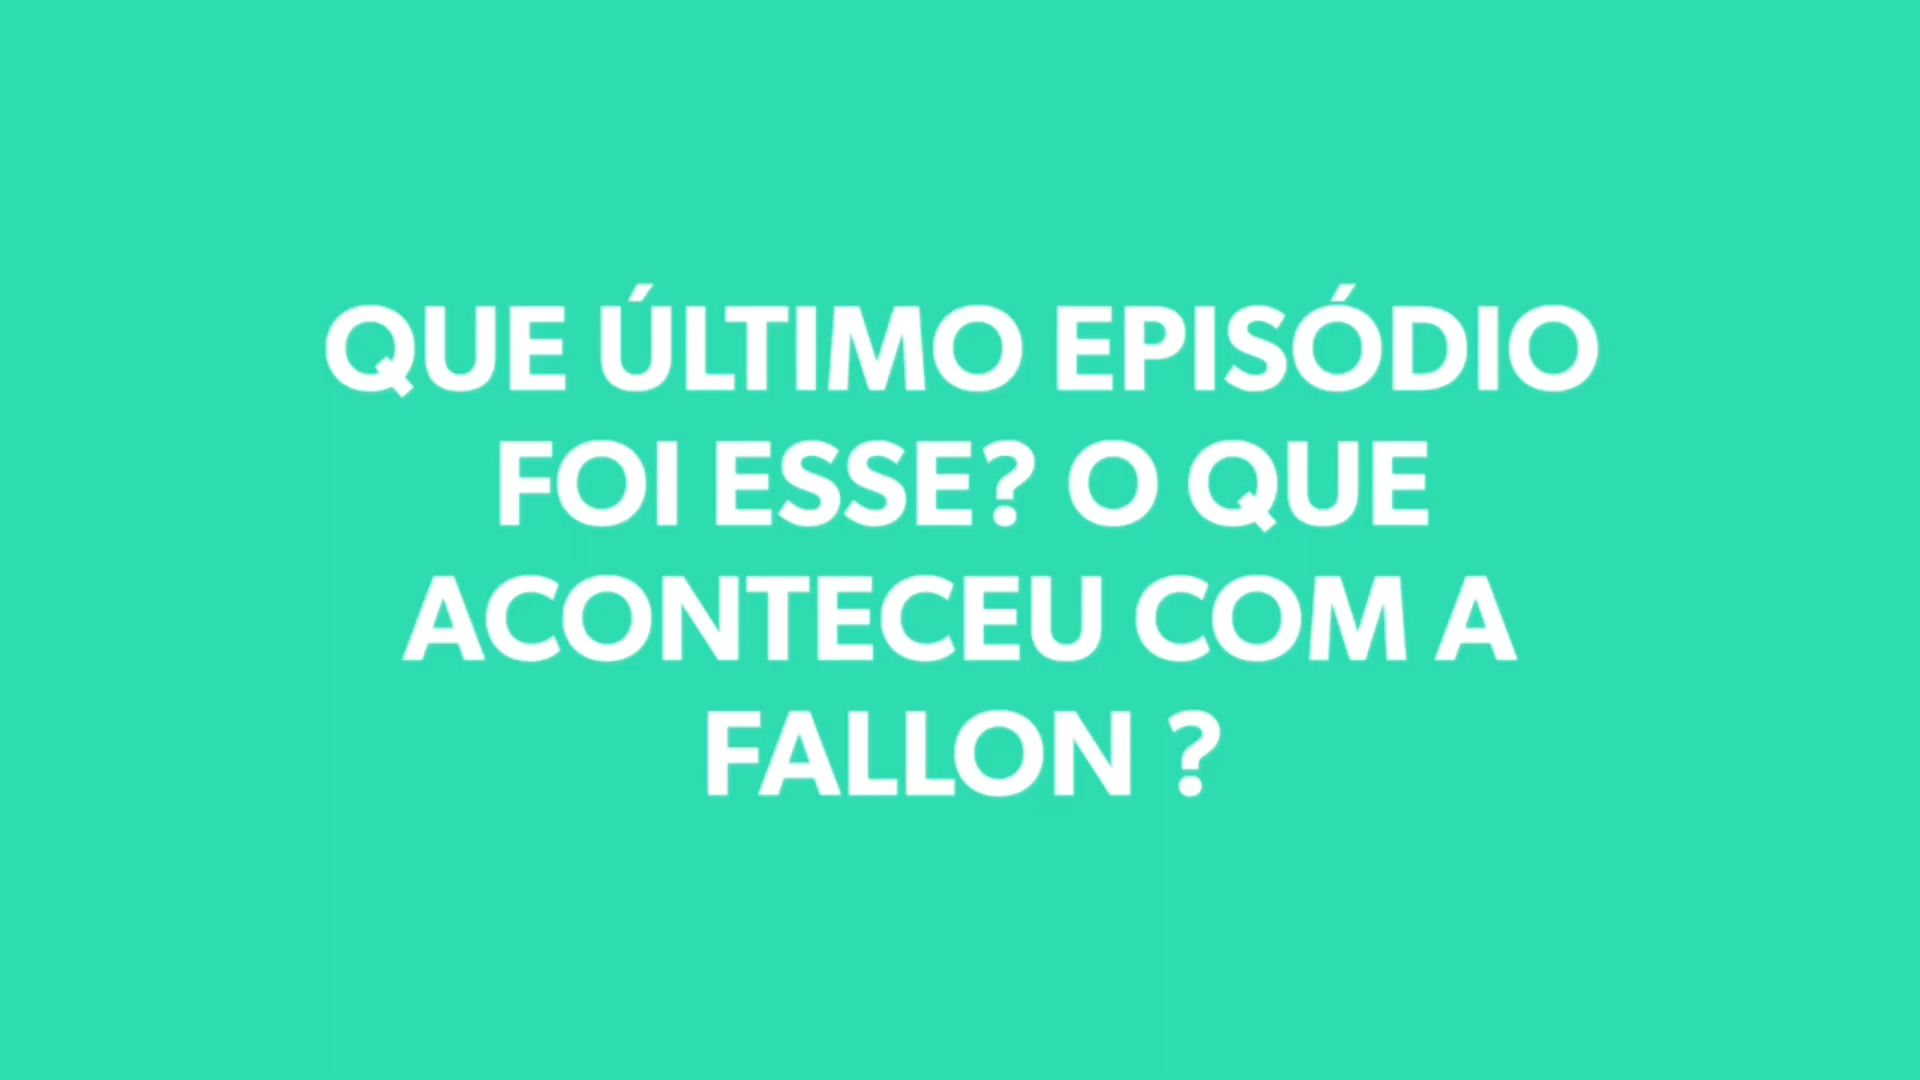 QUE ÚLTIMO EPISÓDIO
FOI ESSE? O QUE
ACONTECEU COM A
FALLON ?